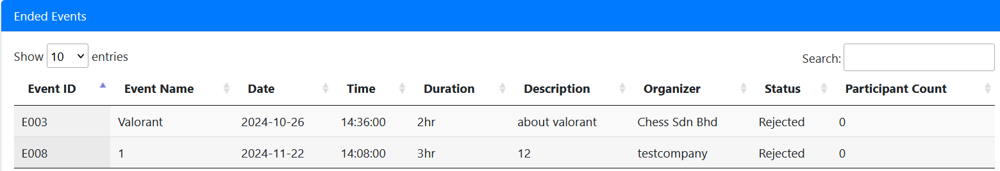 Ended Events
Show 10 entries
Search:
Event ID Event Name Date Time Duration Description Organizer Status Participant Count
E003 Valorant 2024-10-26 14:36:00 2hr about valorant Chess Sdn Bhd Rejected 0
E008 1 2024-11-22 14:08:00 3hr 12 testcompany Rejected 0